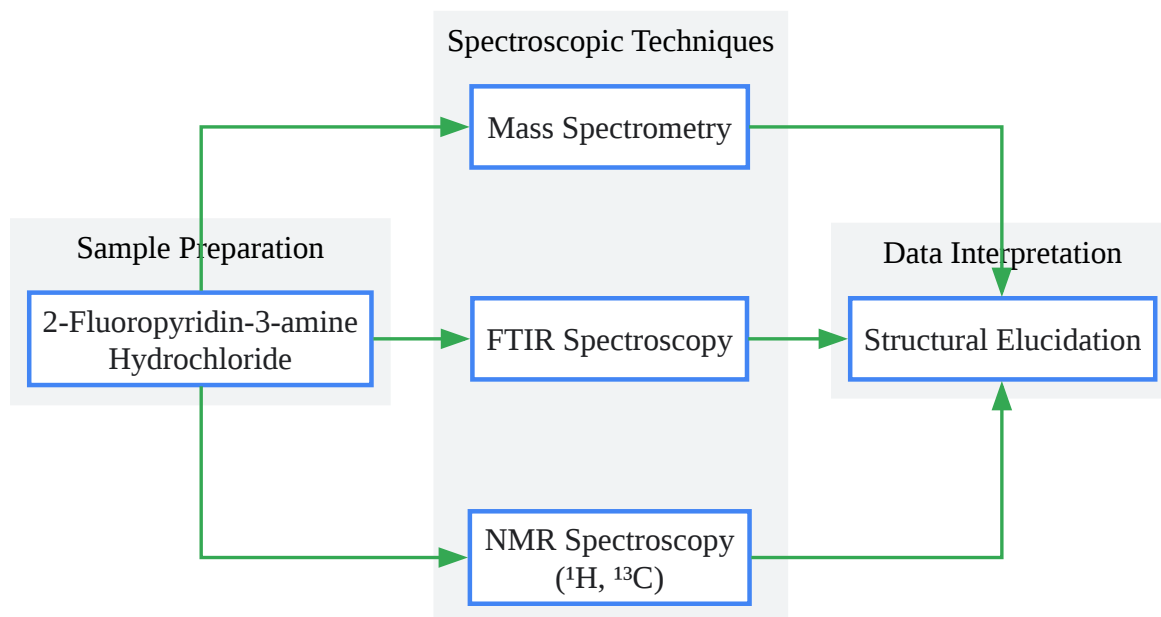 Spectroscopic Techniques
Mass Spectrometry
Sample Preparation
2-Fluoropyridin-3-amine
Hydrochloride
FTIR Spectroscopy
NMR Spectroscopy
(¹H, ¹³C)
Data Interpretation
Structural Elucidation